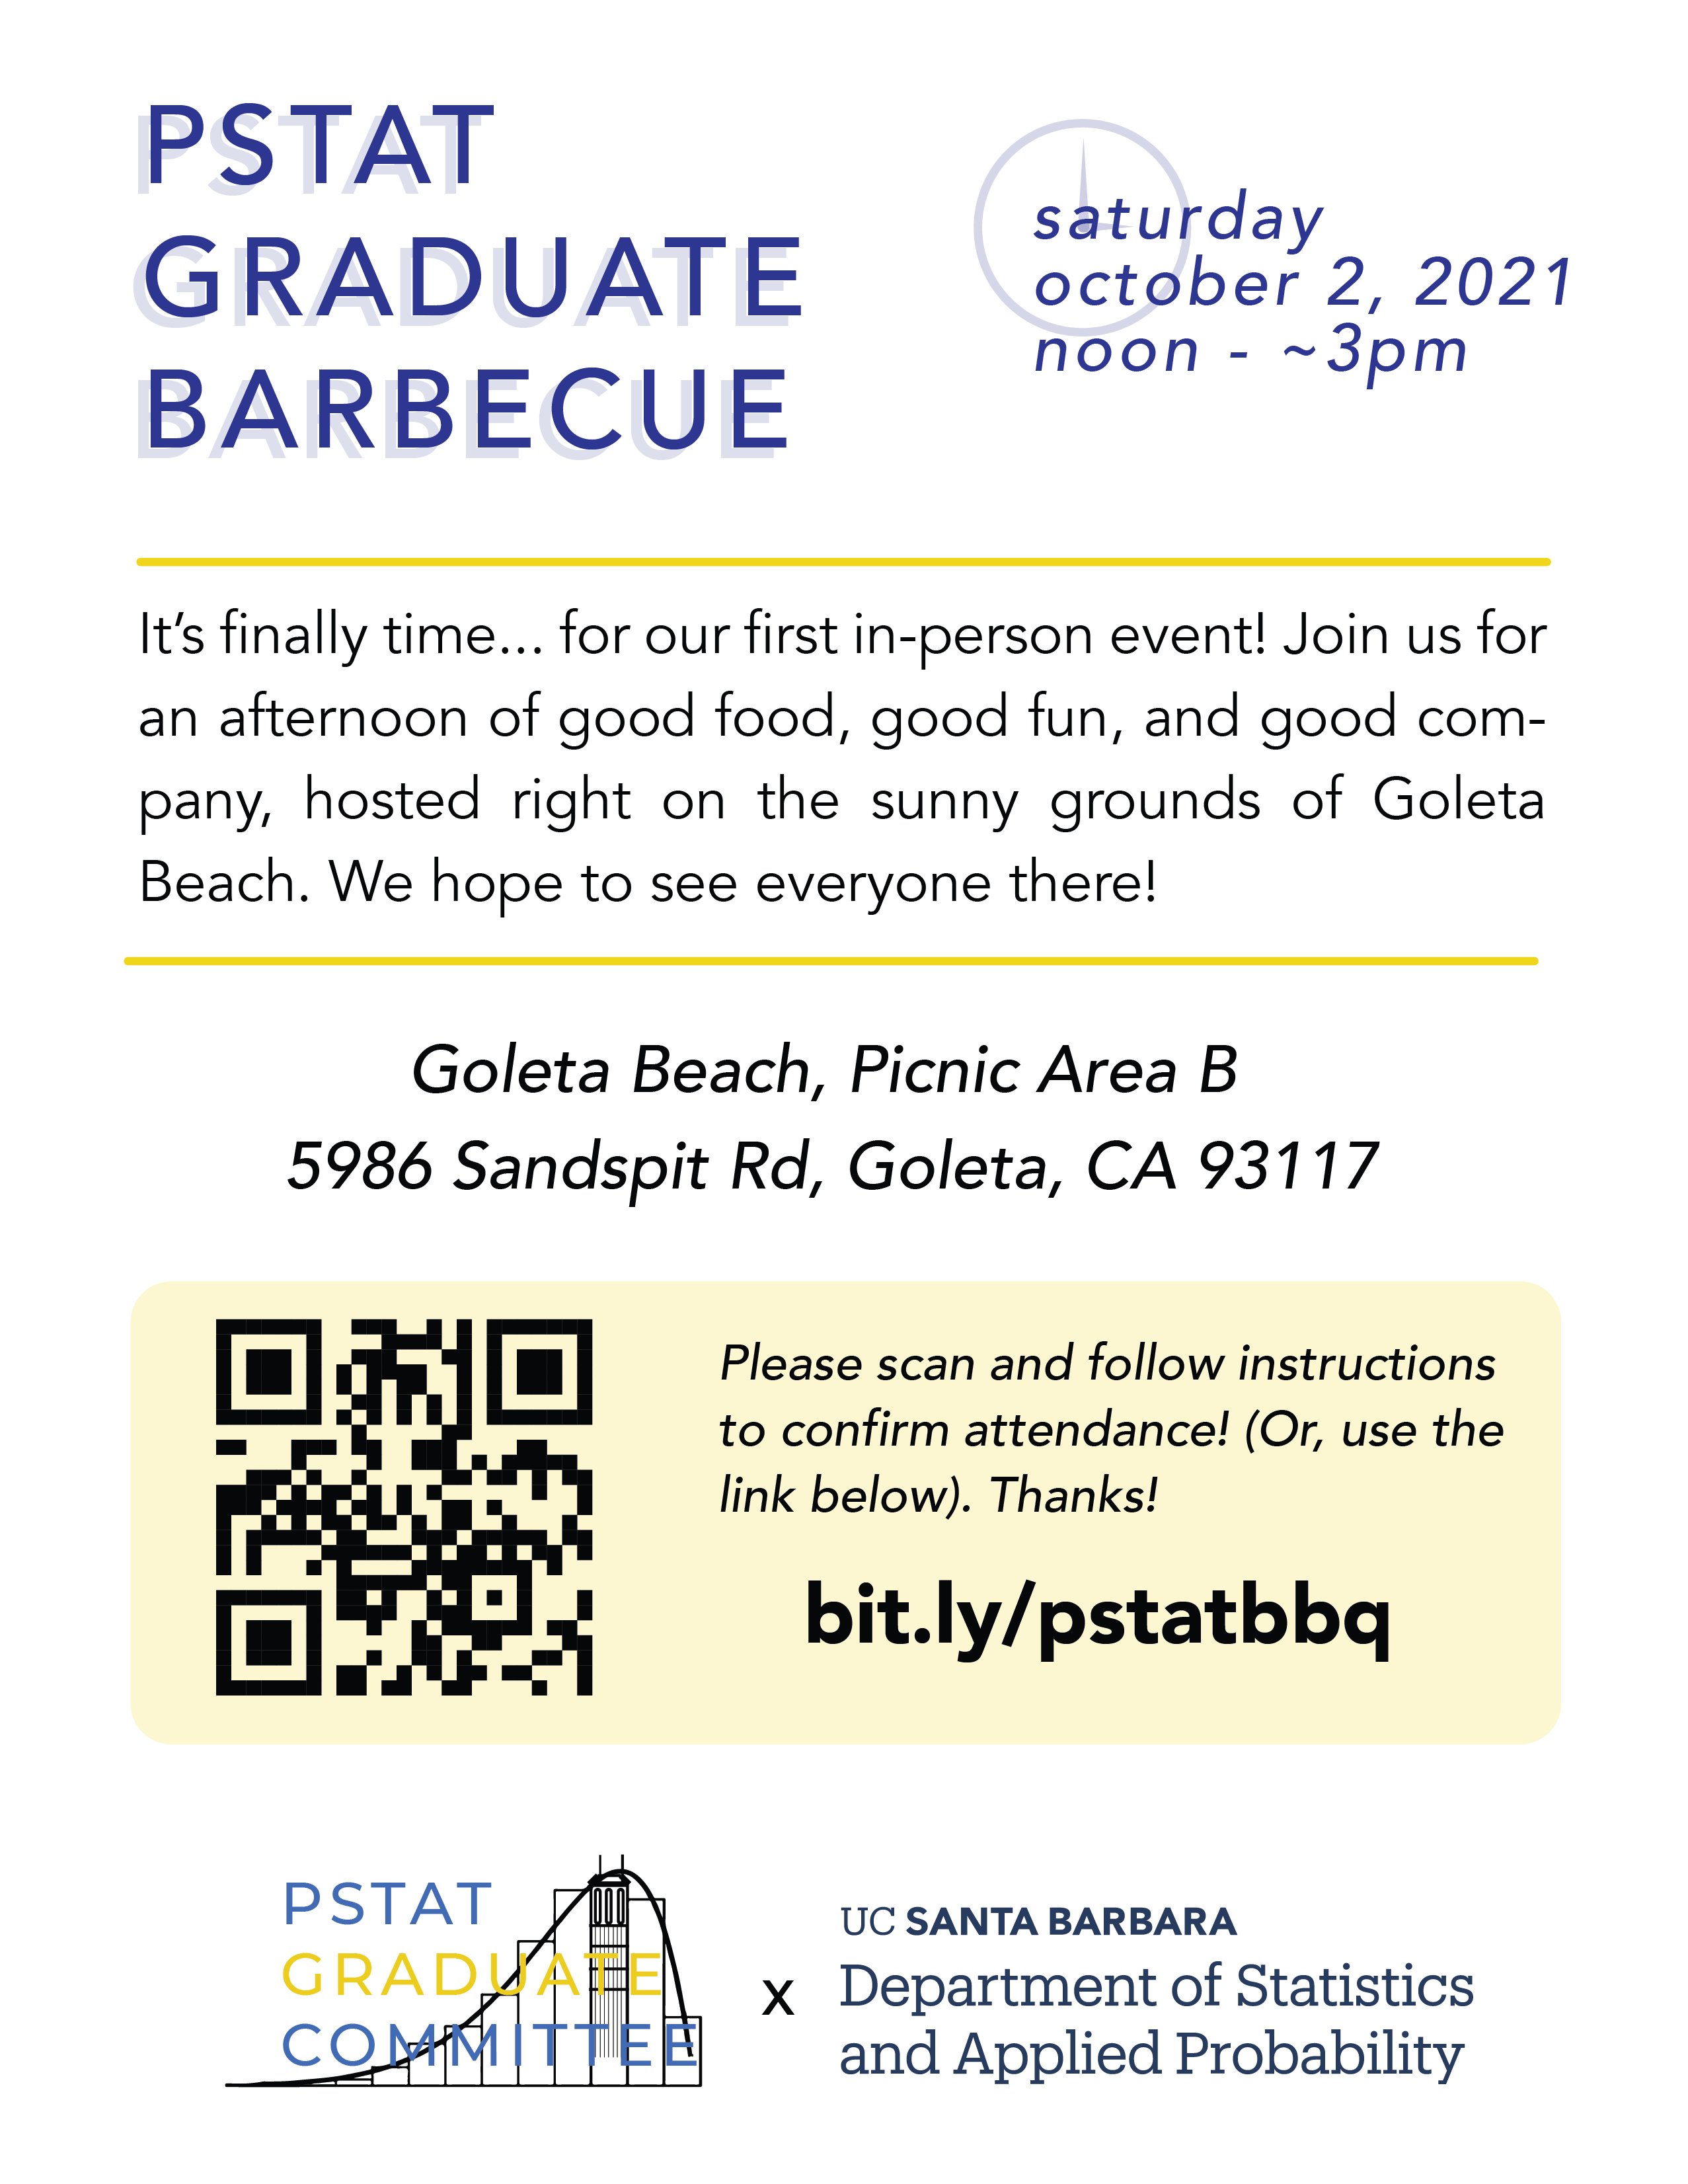 PSTAT
GRADUATE
BARBECUE
saturday
october 2, 2021
noon - ~3pm
It’s finally time... for our first in-person event! Join us for
an afternoon of good food, good fun, and good com-
pany, hosted right on the sunny grounds of Goleta
Beach. We hope to see everyone there!
Goleta Beach, Picnic Area B
5986 Sandspit Rd, Goleta, CA 93117
Please scan and follow instructions
to confirm attendance! (Or, use the
link below). Thanks!
bit.ly/pstatbbq
PSTAT
GRADUATE
COMMITTEE
x
UC SANTA BARBARA
Department of Statistics
and Applied Probability